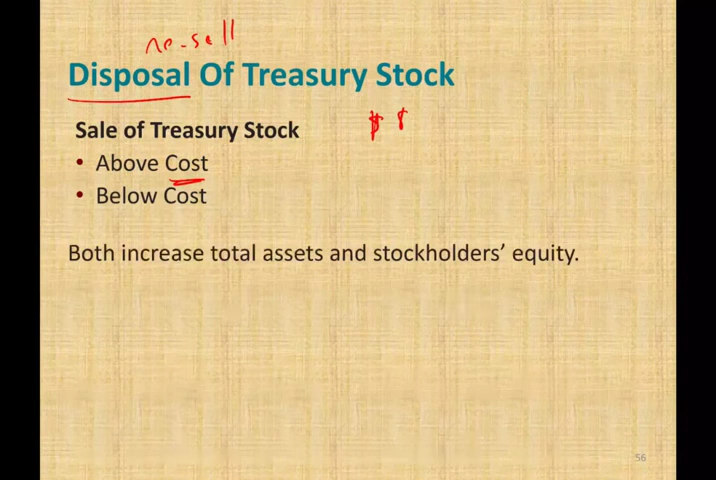 re-sell
Disposal Of Treasury Stock
Sale of Treasury Stock
$ 8
• Above Cost
• Below Cost
Both increase total assets and stockholders’ equity.
56